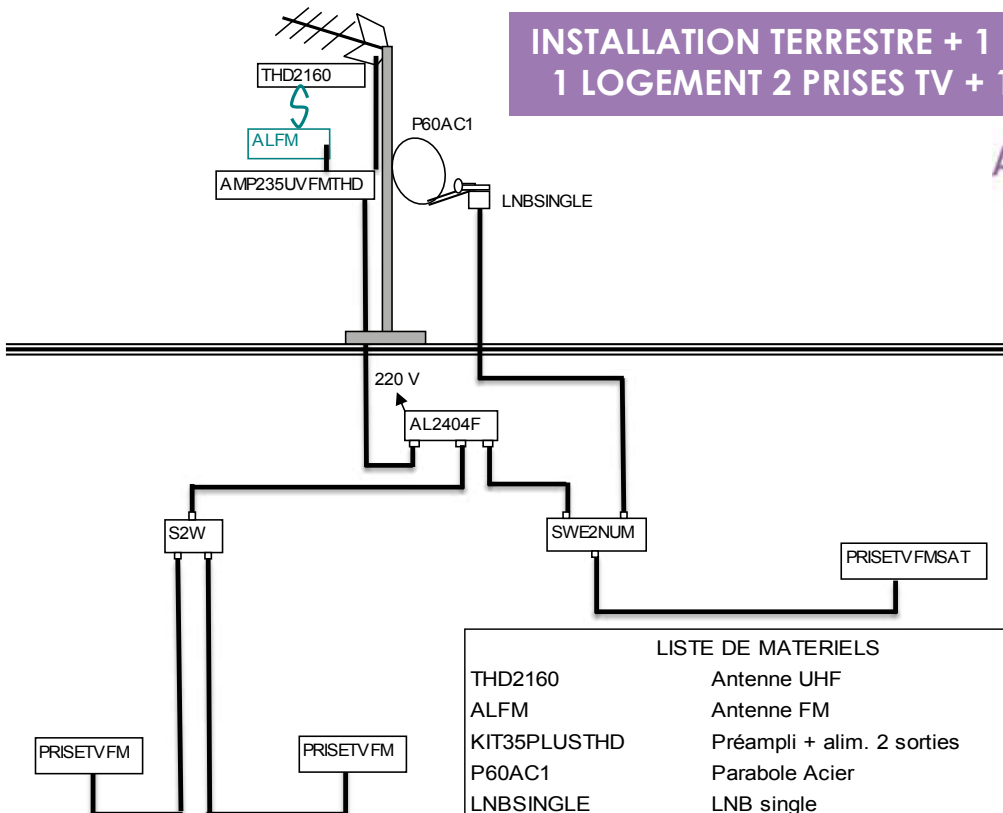 INSTALLATION TERRESTRE + 1
1 LOGEMENT 2 PRISES TV + 1
THD2160
ALFM
P60AC1
AMP235UVFMTHD
LNBSINGLE
220 V
AL2404F
S2W
SWE2NUM
PRISETVFMSAT
PRISETVFM
PRISETVFM
LISTE DE MATERIELS
THD2160 Antenne UHF
ALFM Antenne FM
KIT35PLUSTHD Préampli + alim. 2 sorties
P60AC1 Parabole Acier
LNBSINGLE LNB single